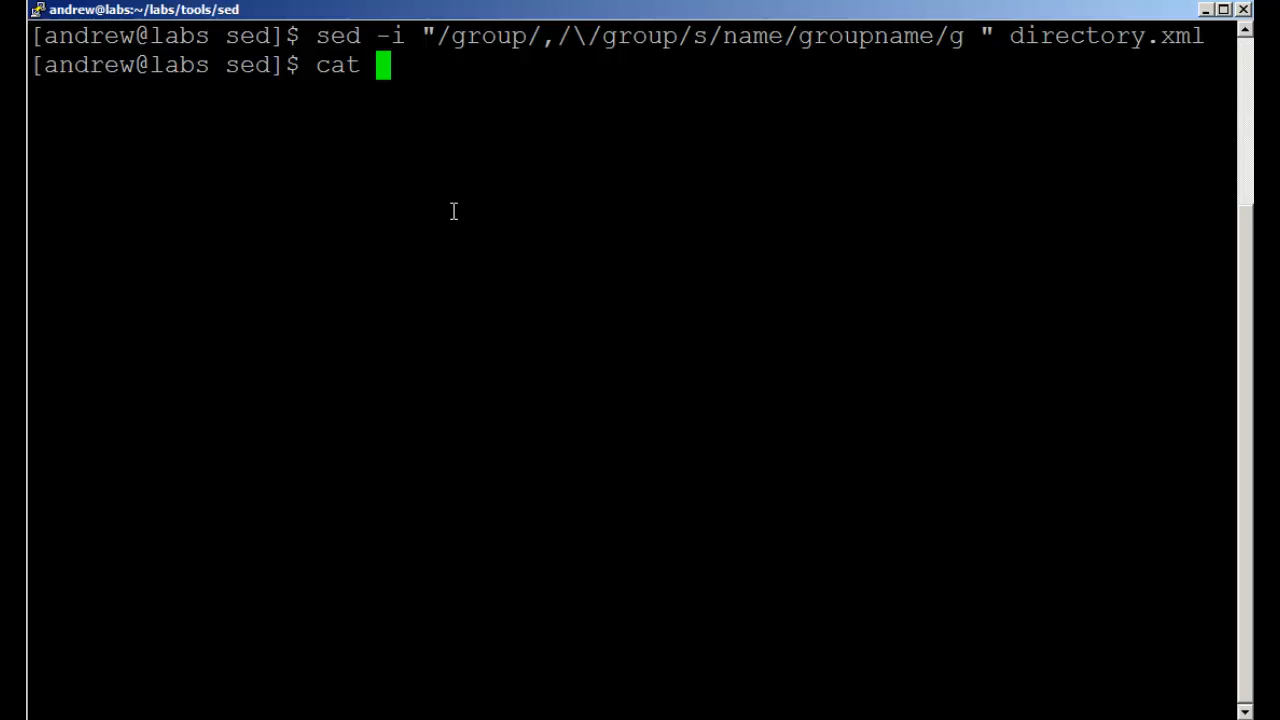 andrew@labs:~/labs/tools/sed
[andrew@labs sed]$ sed -i "/group/,/\/group/s/name/groupname/g " directory.xml
[andrew@labs sed]$ cat